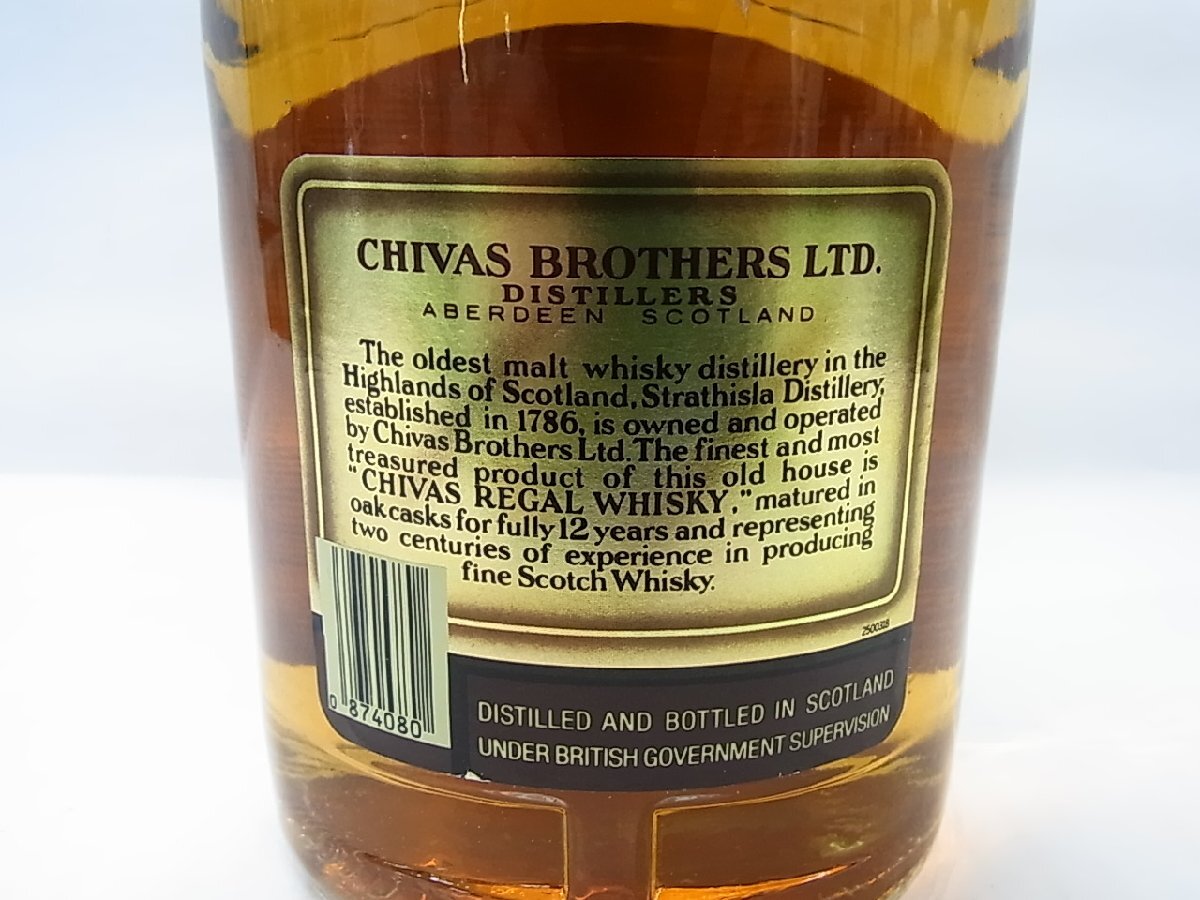 CHIVAS BROTHERS LTD.
DISTILLERS
ABERDEEN SCOTLAND
The oldest malt whisky distillery in the
Highlands of Scotland, Strathisla Distillery,
established in 1786, is owned and operated
by Chivas Brothers Ltd. The finest and most
treasured product of this old house is
"CHIVAS REGAL WHISKY," matured in
oak casks for fully 12 years and representing
two centuries of experience in producing
fine Scotch Whisky.
0 874080
DISTILLED AND BOTTLED IN SCOTLAND
UNDER BRITISH GOVERNMENT SUPERVISION